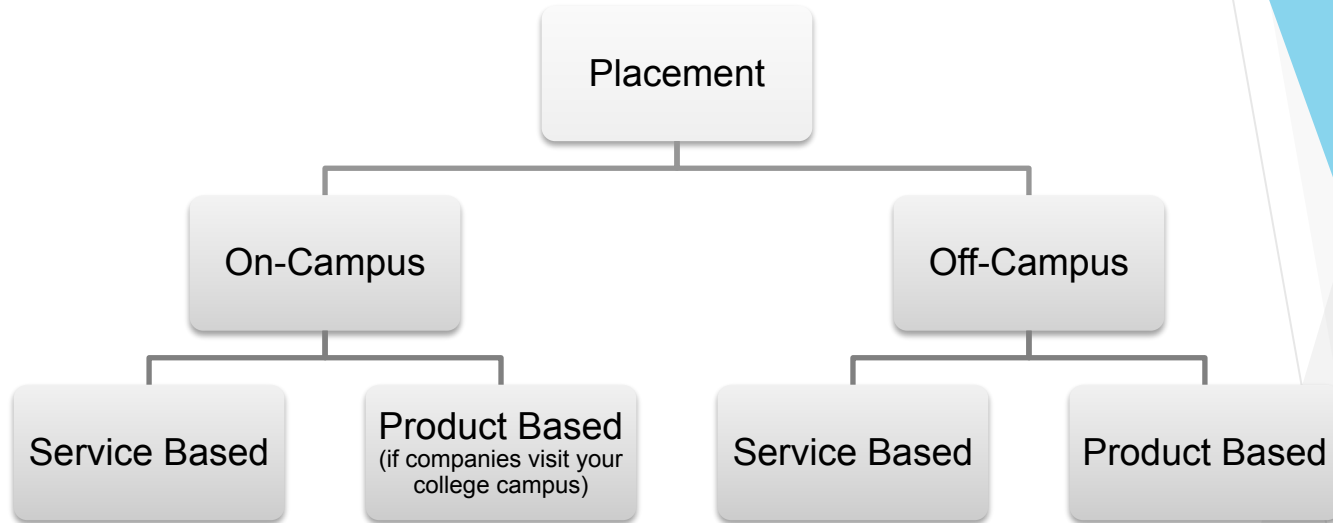 Placement
On-Campus
Off-Campus
Service Based
Product Based
(if companies visit your
college campus)
Service Based
Product Based